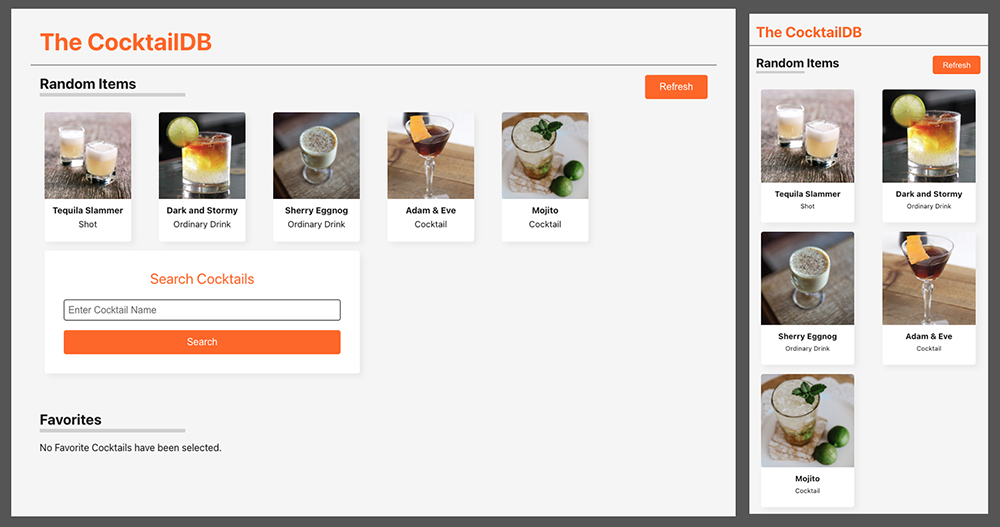 The CocktailDB
Random Items
Refresh
Tequila Slammer
Shot
Dark and Stormy
Ordinary Drink
Sherry Eggnog
Ordinary Drink
Adam & Eve
Cocktail
Mojito
Cocktail
Search Cocktails
Enter Cocktail Name
Search
Favorites
No Favorite Cocktails have been selected.
The CocktailDB
Random Items
Refresh
Tequila Slammer
Shot
Dark and Stormy
Ordinary Drink
Sherry Eggnog
Ordinary Drink
Adam & Eve
Cocktail
Mojito
Cocktail